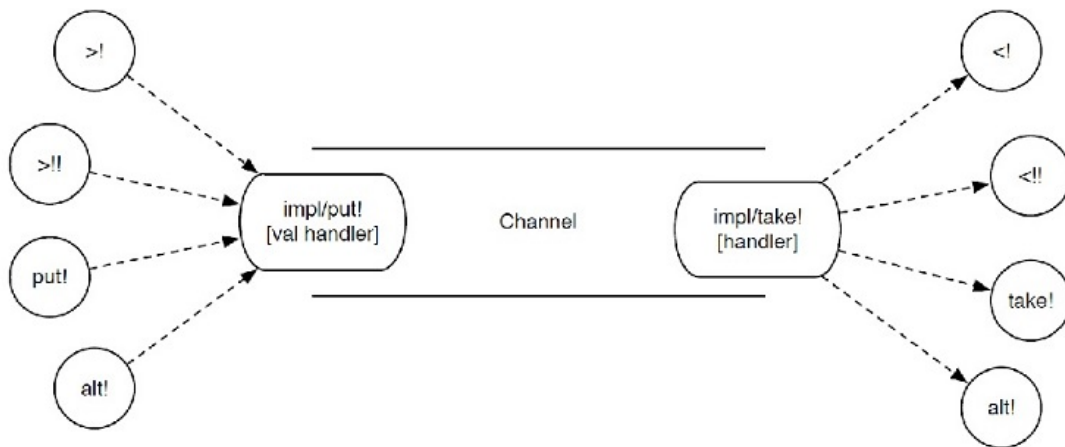 >!
<!
>!!
<!!
impl/put!
[val handler]
Channel
impl/take!
[handler]
put!
take!
alt!
alt!